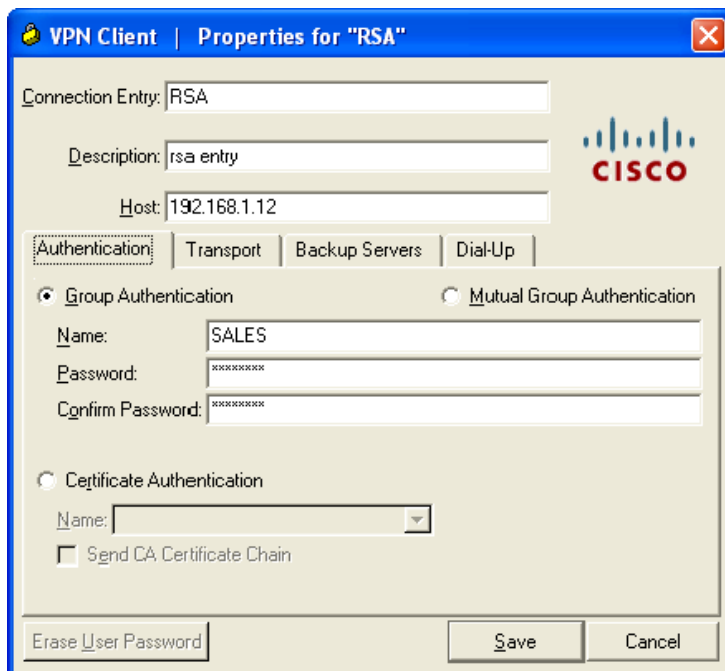 VPN Client | Properties for "RSA"
Connection Entry: RSA
Description: rsa entry
CISCO
Host: 192.168.1.12
Authentication Transport Backup Servers Dial-Up
Group Authentication Mutual Group Authentication
Name: SALES
Password: ********
Confirm Password: ********
Certificate Authentication
Name:
Send CA Certificate Chain
Erase User Password Save Cancel